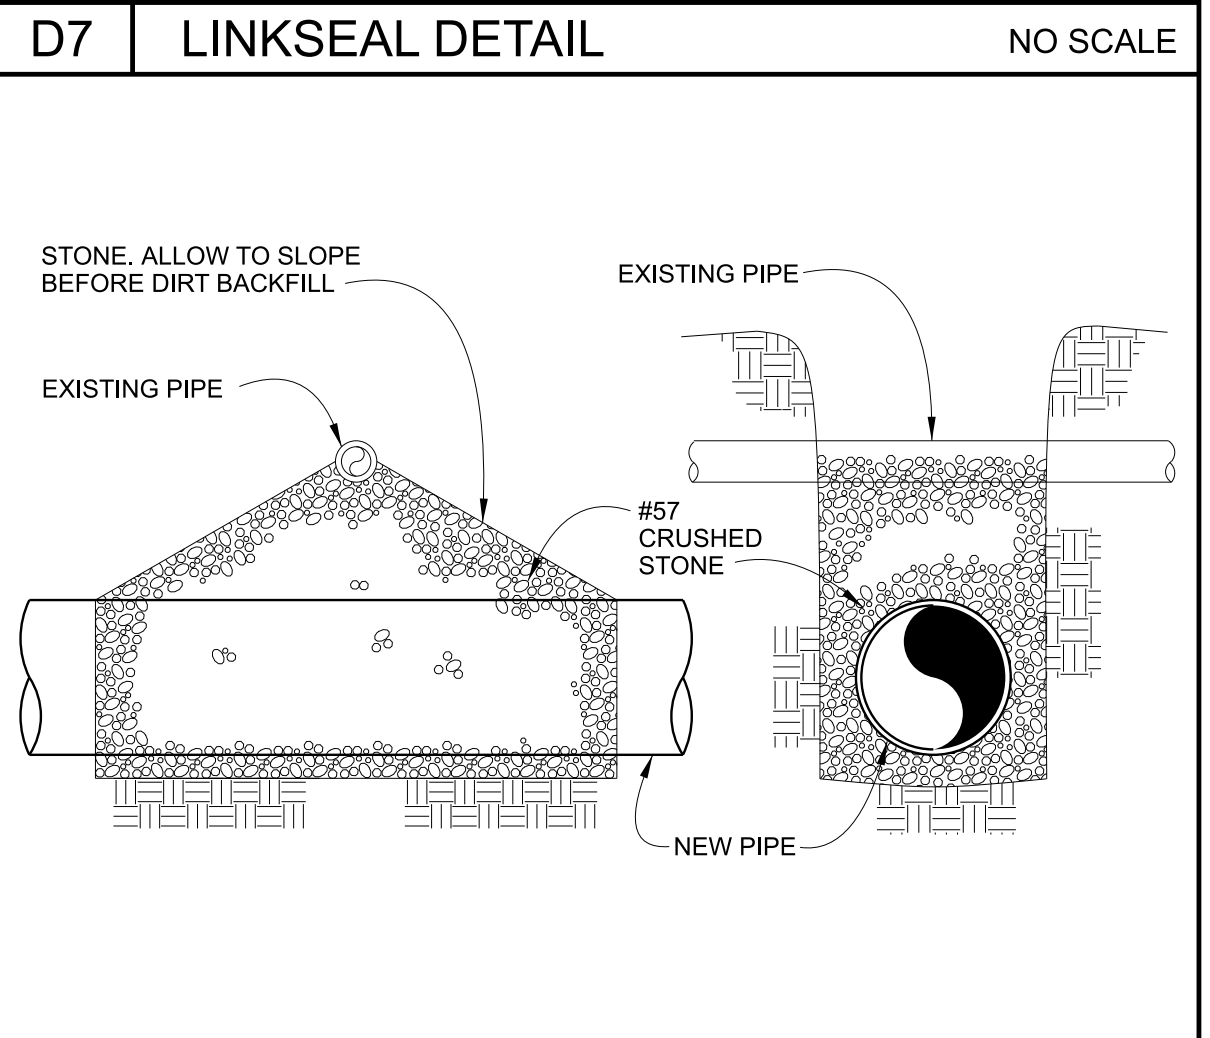 D7 LINKSEAL DETAIL NO SCALE
STONE. ALLOW TO SLOPE
BEFORE DIRT BACKFILL
EXISTING PIPE
EXISTING PIPE
#57
CRUSHED
STONE
NEW PIPE